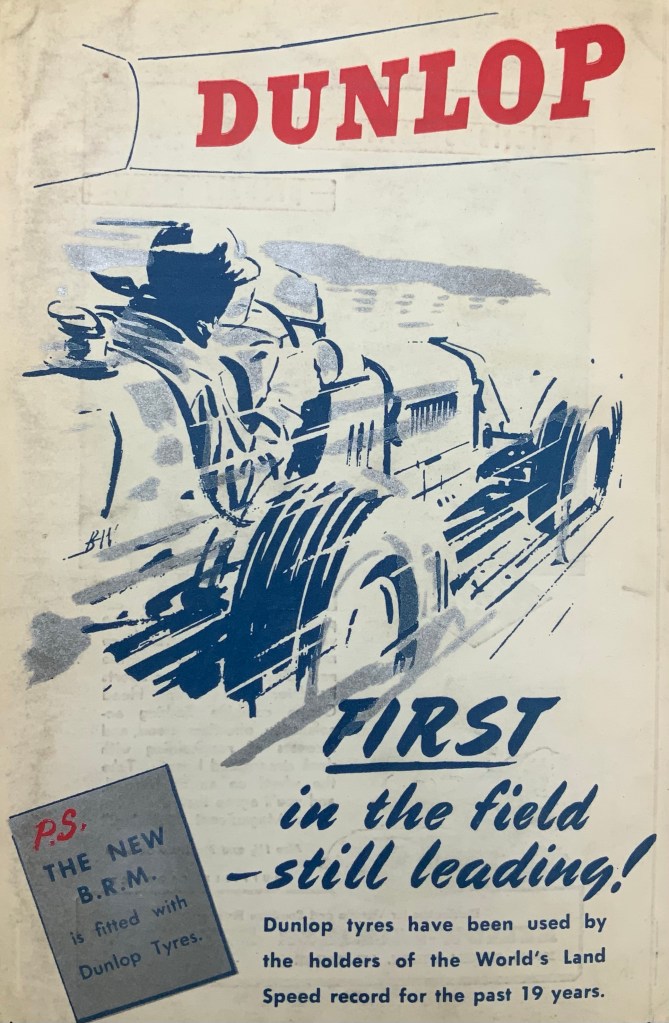 DUNLOP
BW
FIRST
in the field
–still leading!
Dunlop tyres have been used by
the holders of the World's Land
Speed record for the past 19 years.
P.S.
THE NEW
B.R.M.
is fitted with
Dunlop Tyres.